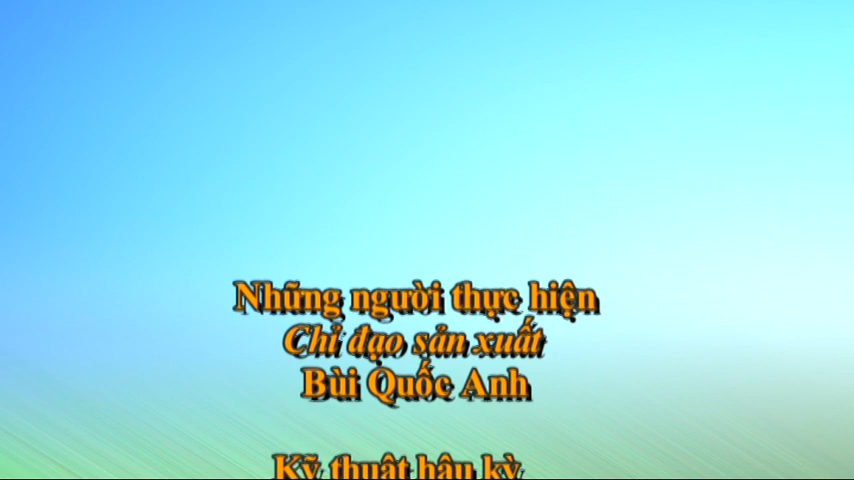 Những người thực hiện
Chỉ đạo sản xuất
Bùi Quốc Anh
Kỹ thuật hậu kỳ